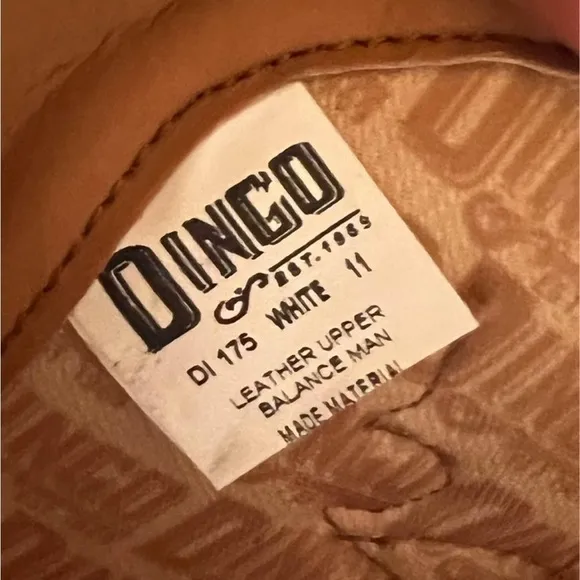 DINGO
EST. 1969
DI 175 WHITE 11
LEATHER UPPER
BALANCE MAN
MADE MATERIAL